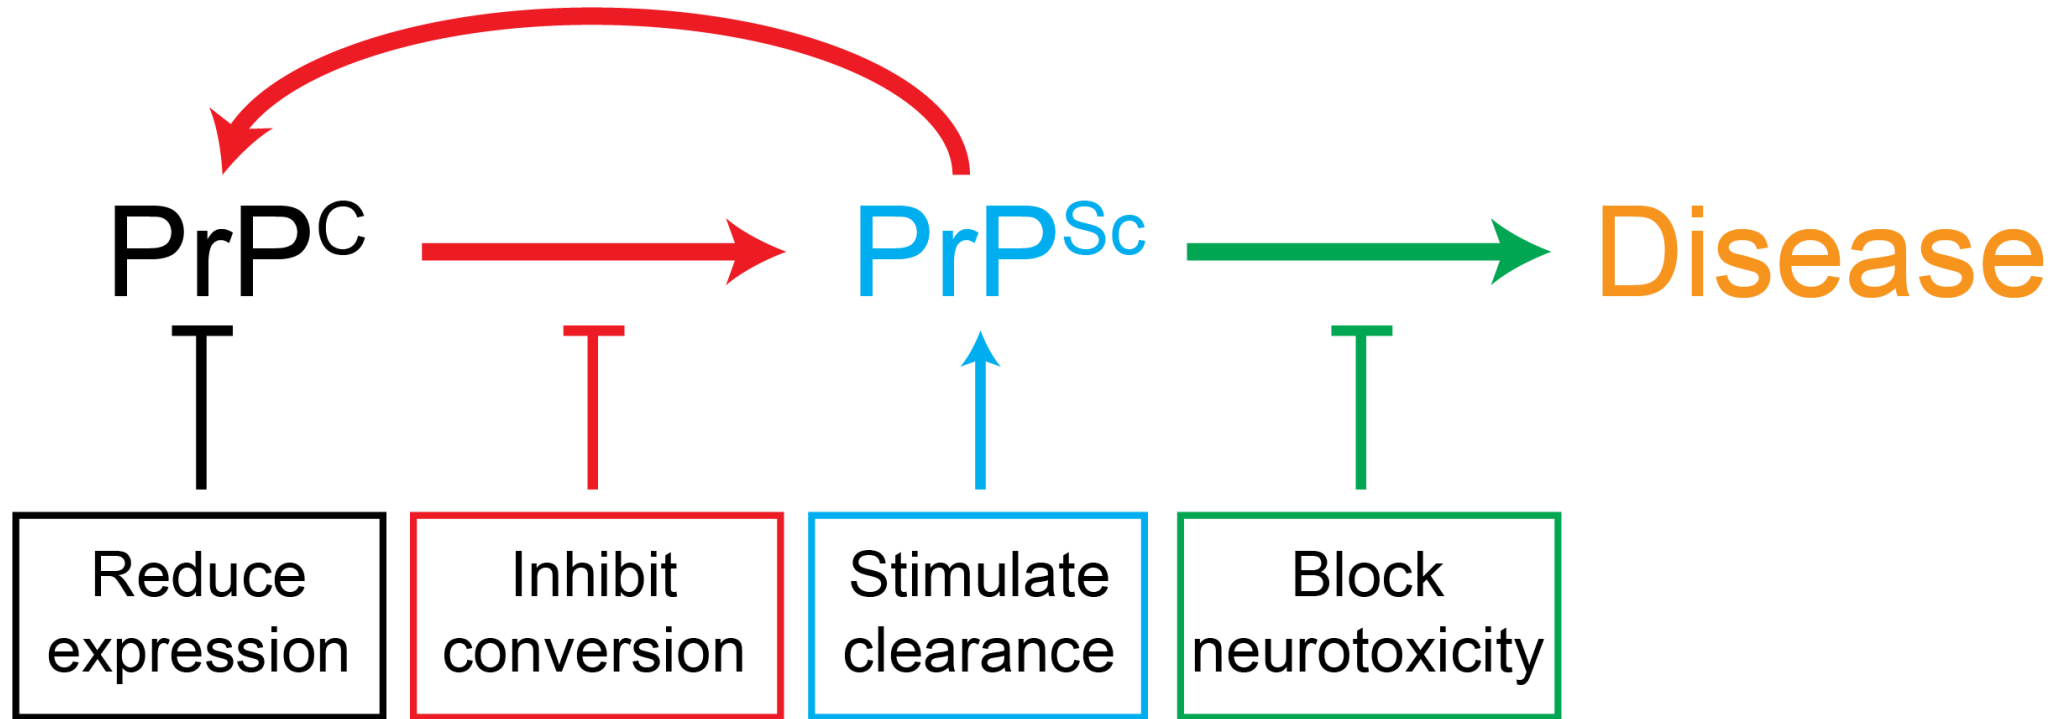 PrPC PrPSc Disease
Reduce expression
Inhibit conversion
Stimulate clearance
Block neurotoxicity